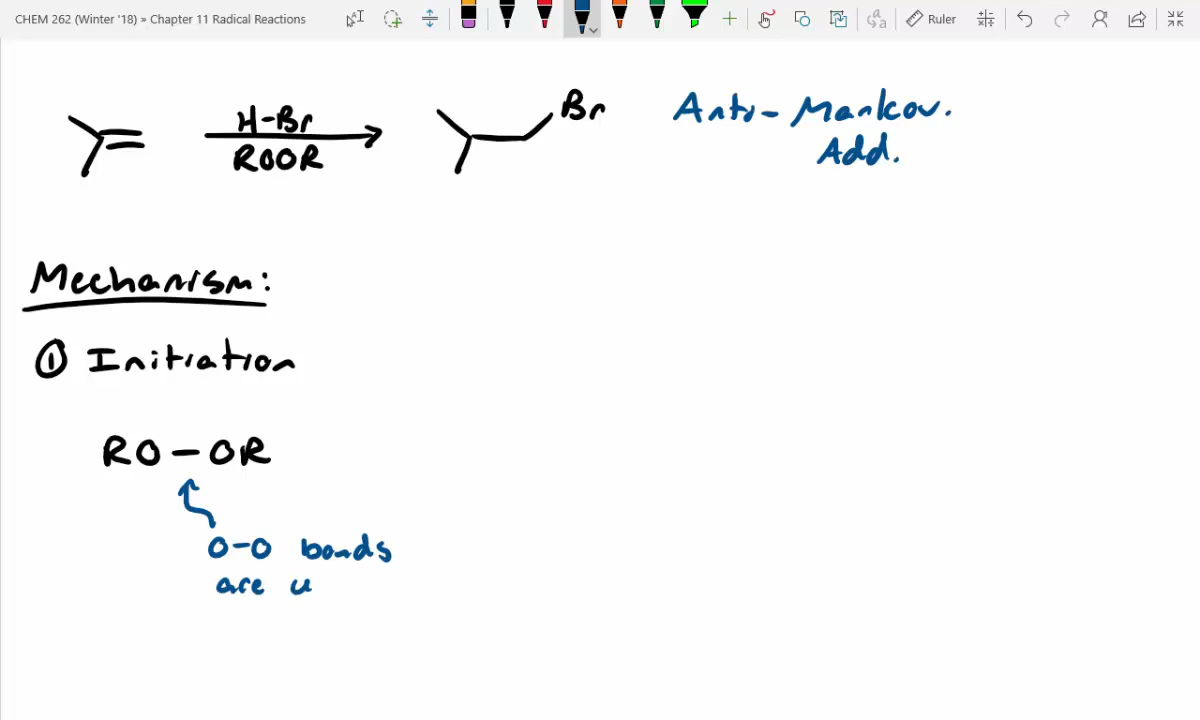 CHEM 262 (Winter '18) » Chapter 11 Radical Reactions
Ruler
H-Br
ROOR
Br
Anti-Markov.
Add.
Mechanism:
① Initiation
RO-OR
O-O bonds
are